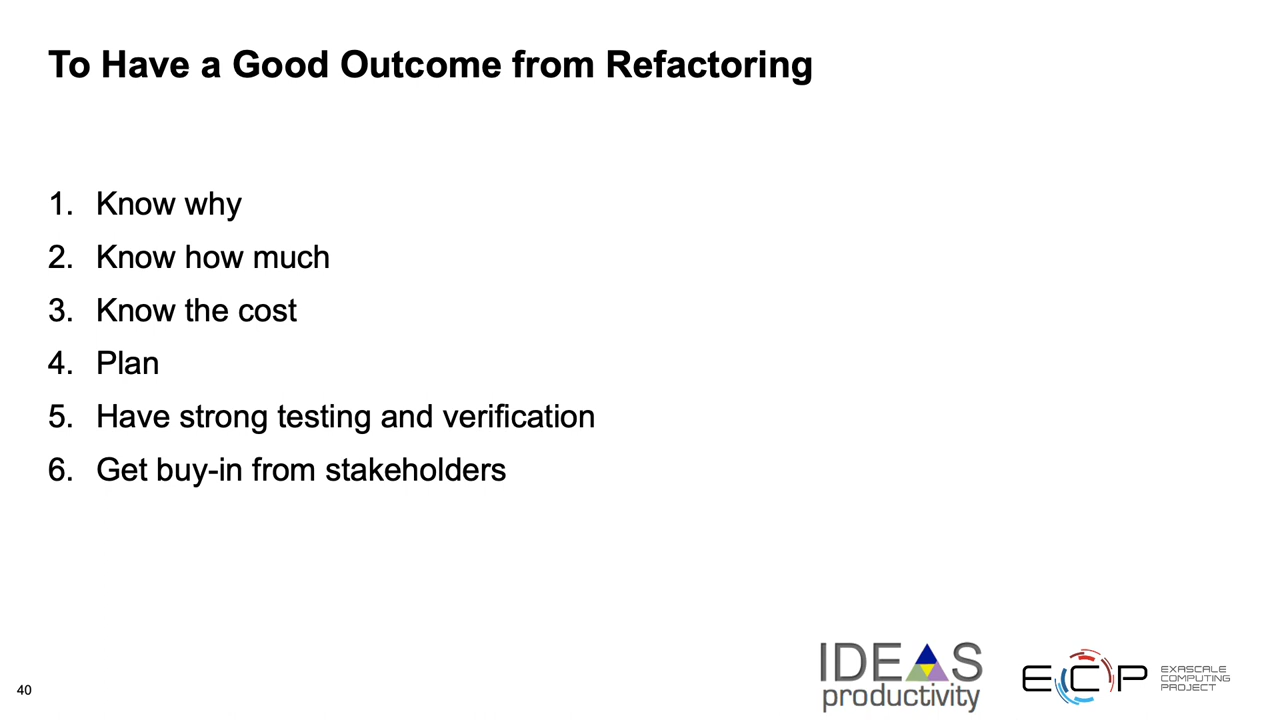 To Have a Good Outcome from Refactoring
1. Know why
2. Know how much
3. Know the cost
4. Plan
5. Have strong testing and verification
6. Get buy-in from stakeholders
40
IDEAS
productivity
ECP
EXASCALE
COMPUTING
PROJECT